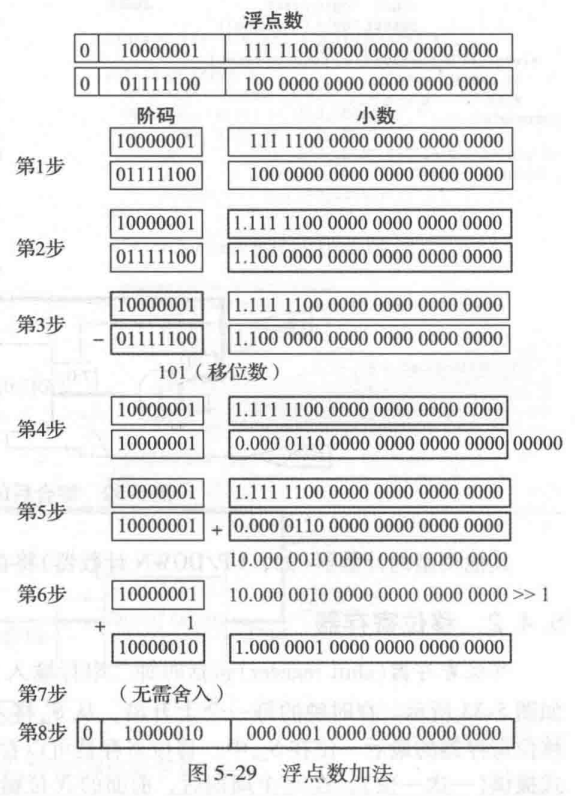 浮点数
0 10000001 111 1100 0000 0000 0000 0000
0 01111100 100 0000 0000 0000 0000 0000
阶码 小数
10000001 111 1100 0000 0000 0000 0000
第1步
01111100 100 0000 0000 0000 0000 0000
10000001 1.111 1100 0000 0000 0000 0000
第2步
01111100 1.100 0000 0000 0000 0000 0000
10000001 1.111 1100 0000 0000 0000 0000
第3步
- 01111100 1.100 0000 0000 0000 0000 0000
101（移位数）
10000001 1.111 1100 0000 0000 0000 0000
第4步
10000001 0.000 0110 0000 0000 0000 0000 00000
10000001 1.111 1100 0000 0000 0000 0000
第5步
10000001 + 0.000 0110 0000 0000 0000 0000
10.000 0010 0000 0000 0000 0000
第6步 10000001 10.000 0010 0000 0000 0000 0000 >> 1
+ 1
10000010 1.000 0001 0000 0000 0000 0000
第7步 （无需舍入）
第8步 0 10000010 000 0001 0000 0000 0000 0000
图 5-29 浮点数加法